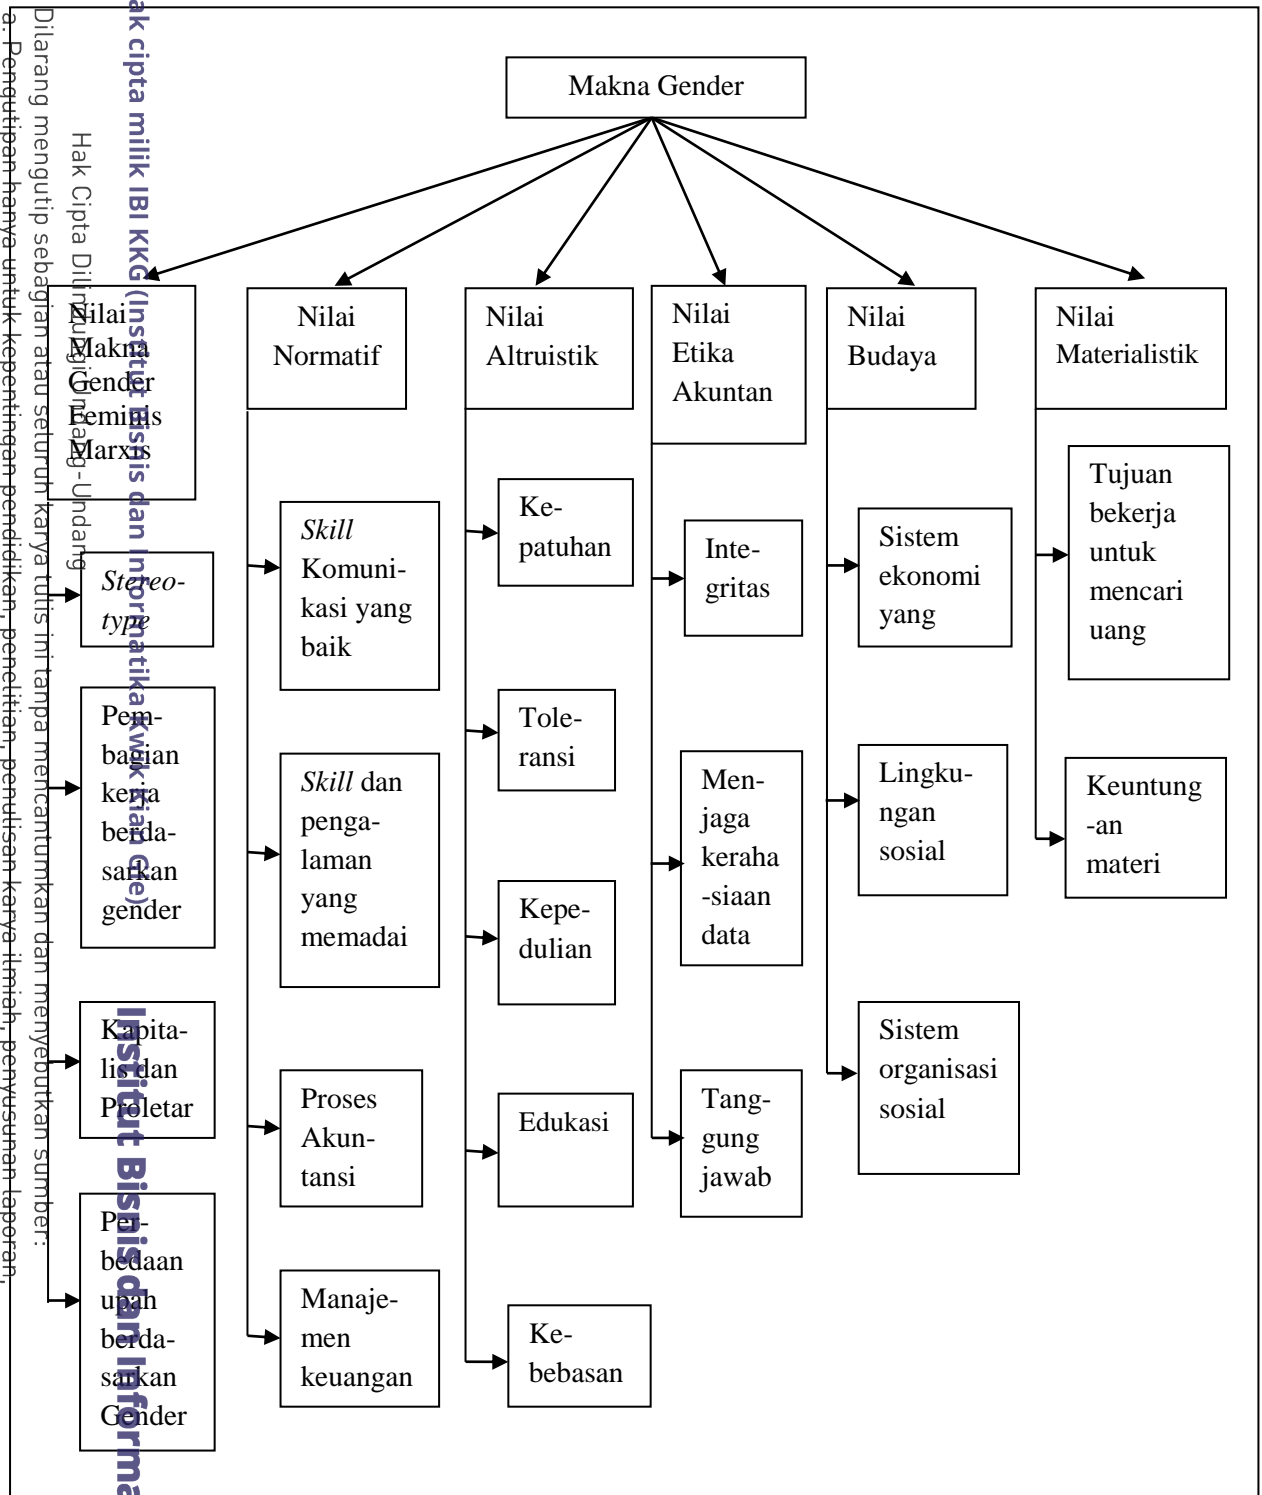 Makna Gender
Nilai
Makna
Gender
Feminis
Marxis
Stereo-
type
Pem-
bagian
kerja
berda-
sarkan
gender
Kapita-
lis dan
Proletar
Per-
bedaan
upah
berda-
sarkan
Gender
Nilai
Normatif
Skill
Komuni-
kasi yang
baik
Skill dan
penga-
laman
yang
memadai
Proses
Akun-
tansi
Manaje-
men
keuangan
Nilai
Altruistik
Ke-
patuhan
Tole-
ransi
Kepe-
dulian
Edukasi
Ke-
bebasan
Nilai
Etika
Akuntan
Inte-
gritas
Men-
jaga
keraha
-siaan
data
Tang-
gung
jawab
Nilai
Budaya
Sistem
ekonomi
yang
Lingku-
ngan
sosial
Sistem
organisasi
sosial
Nilai
Materialistik
Tujuan
bekerja
untuk
mencari
uang
Keuntung
-an
materi
ak cipta milik IBI KKG (Institut Bisnis dan Informatika Kwik Kian Gie)
Institut Bisnis dan Informa
Hak Cipta Dilindungi Undang-Undang
Dilarang mengutip sebagian atau seluruh karya tulis ini tanpa mencantumkan dan menyebutkan sumber:
a. Pengutipan hanya untuk kepentingan pendidikan, penelitian, penulisan karya ilmiah, penyusunan laporan,